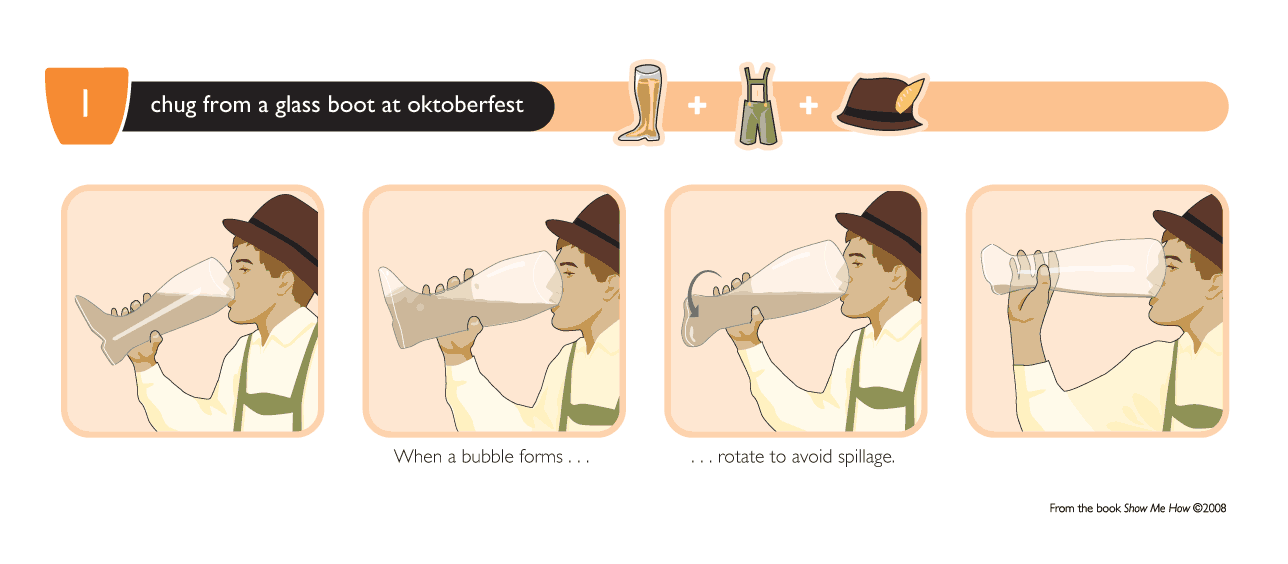 1
chug from a glass boot at oktoberfest
+ +
When a bubble forms . . .
. . . rotate to avoid spillage.
From the book Show Me How ©2008